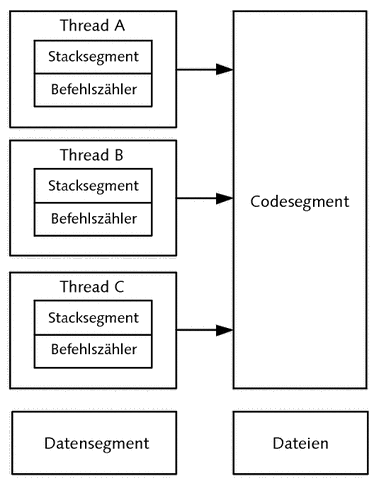 Thread A
Stacksegment
Befehlszähler
Thread B
Stacksegment
Befehlszähler
Thread C
Stacksegment
Befehlszähler
Codesegment
Datensegment
Dateien